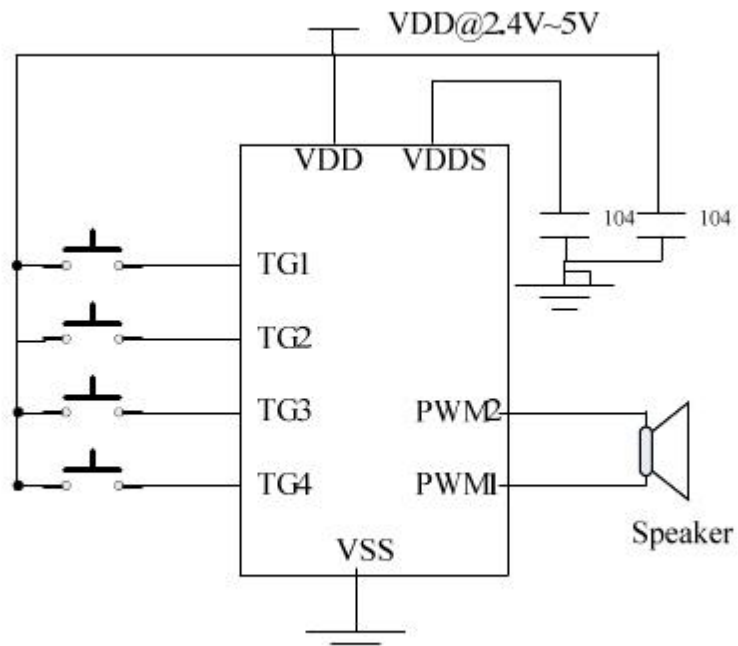 VDD@2.4V~5V
VDD VDDS
104 104
TG1
TG2
TG3 PWM2
TG4 PWM1
Speaker
VSS